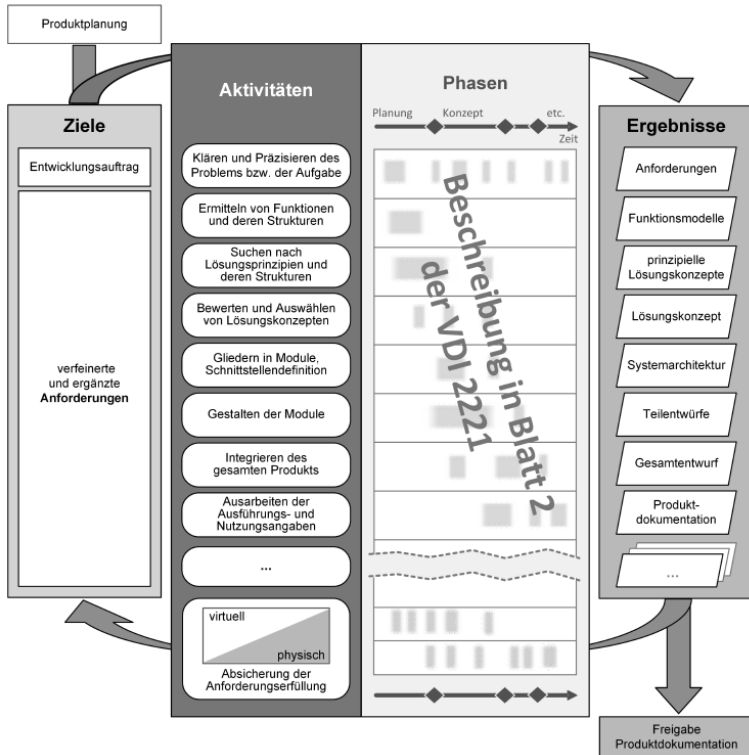 Produktplanung
Ziele
Entwicklungsauftrag
verfeinerte
und ergänzte
Anforderungen
Aktivitäten
Klären und Präzisieren des
Problems bzw. der Aufgabe
Ermitteln von Funktionen
und deren Strukturen
Suchen nach
Lösungsprinzipien und
deren Strukturen
Bewerten und Auswählen
von Lösungskonzepten
Gliedern in Module,
Schnittstellendefinition
Gestalten der Module
Integrieren des
gesamten Produkts
Ausarbeiten der
Ausführungs- und
Nutzungsangaben
...
virtuell
physisch
Absicherung der
Anforderungserfüllung
Phasen
Planung Konzept etc.
Zeit
Beschreibung in Blatt 2
der VDI 2221
Ergebnisse
Anforderungen
Funktionsmodelle
prinzipielle
Lösungskonzepte
Lösungskonzept
Systemarchitektur
Teilentwürfe
Gesamtentwurf
Produkt-
dokumentation
...
Freigabe
Produktdokumentation